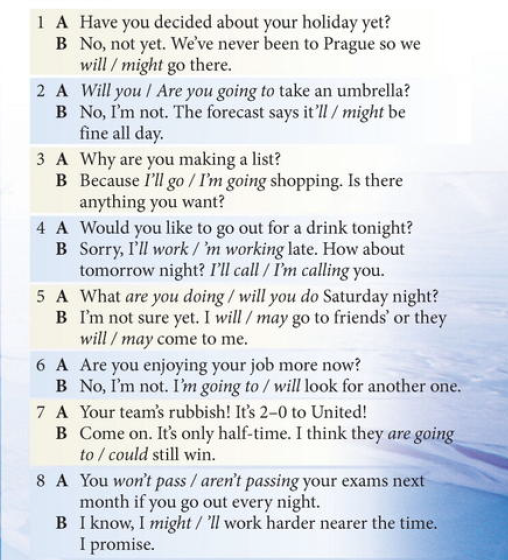 1 A Have you decided about your holiday yet?
B No, not yet. We've never been to Prague so we
will / might go there.
2 A Will you / Are you going to take an umbrella?
B No, I'm not. The forecast says it'll / might be
fine all day.
3 A Why are you making a list?
B Because I'll go / I'm going shopping. Is there
anything you want?
4 A Would you like to go out for a drink tonight?
B Sorry, I'll work / 'm working late. How about
tomorrow night? I'll call / I'm calling you.
5 A What are you doing / will you do Saturday night?
B I'm not sure yet. I will / may go to friends' or they
will / may come to me.
6 A Are you enjoying your job more now?
B No, I'm not. I'm going to / will look for another one.
7 A Your team's rubbish! It's 2–0 to United!
B Come on. It's only half-time. I think they are going
to / could still win.
8 A You won't pass / aren't passing your exams next
month if you go out every night.
B I know, I might / 'll work harder nearer the time.
I promise.